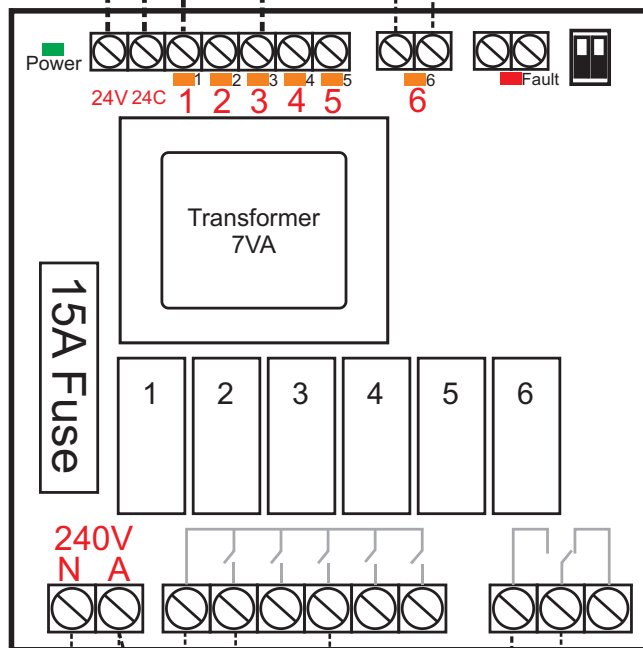 Power
24V 24C 1 2 3 4 5 6
1 2 3 4 5 6 Fault
Transformer
7VA
15A Fuse
1 2 3 4 5 6
240V
N A